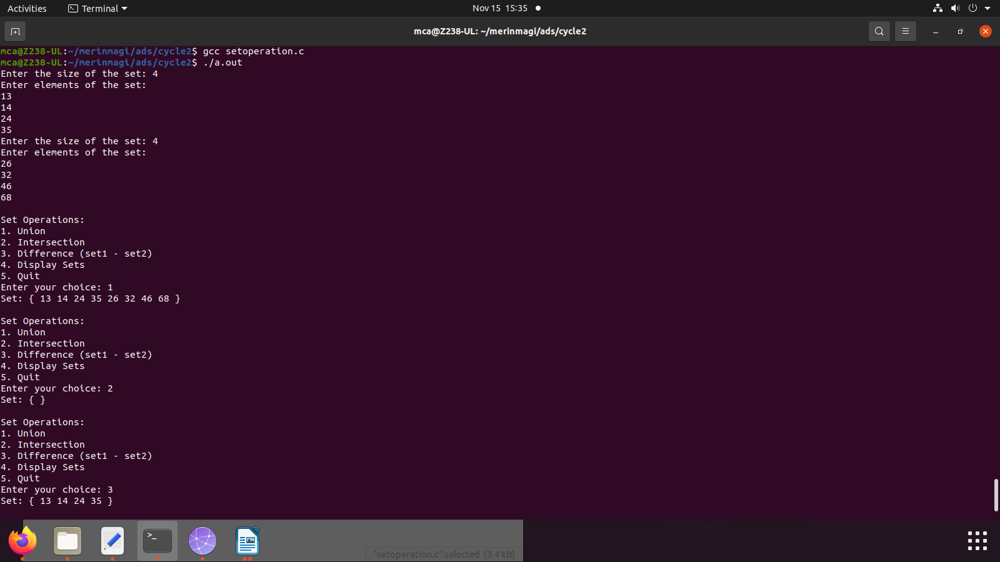 Activities Terminal Nov 15 15:35
mca@Z238-UL: ~/merinmagi/ads/cycle2
mca@Z238-UL:~/merinmagi/ads/cycle2$ gcc setoperation.c
mca@Z238-UL:~/merinmagi/ads/cycle2$ ./a.out
Enter the size of the set: 4
Enter elements of the set:
13
14
24
35
Enter the size of the set: 4
Enter elements of the set:
26
32
46
68
Set Operations:
1. Union
2. Intersection
3. Difference (set1 - set2)
4. Display Sets
5. Quit
Enter your choice: 1
Set: { 13 14 24 35 26 32 46 68 }
Set Operations:
1. Union
2. Intersection
3. Difference (set1 - set2)
4. Display Sets
5. Quit
Enter your choice: 2
Set: { }
Set Operations:
1. Union
2. Intersection
3. Difference (set1 - set2)
4. Display Sets
5. Quit
Enter your choice: 3
Set: { 13 14 24 35 }
>_
"setoperation.c" selected (3.4 kB)